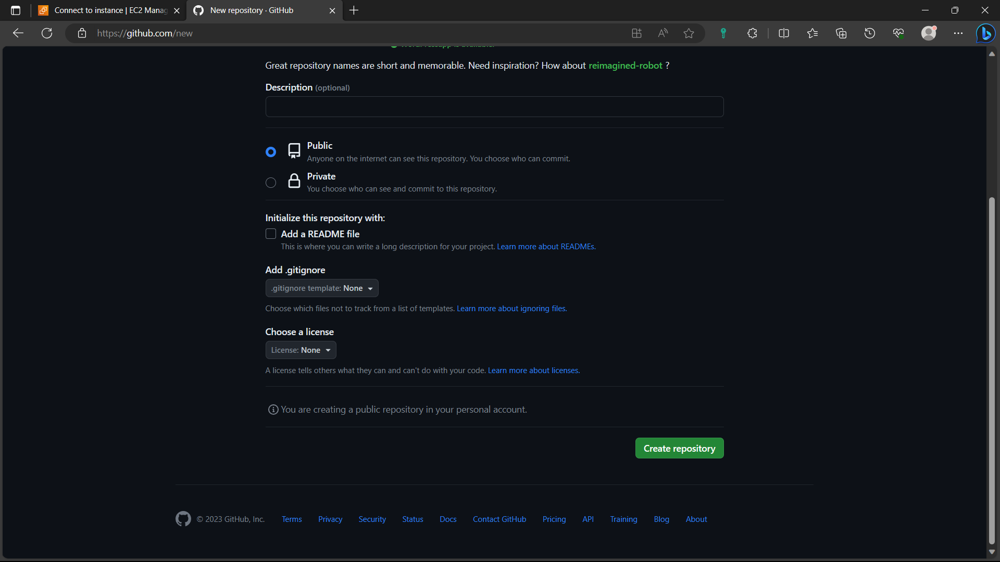 Connect to instance | EC2 Manag
New repository · GitHub
https://github.com/new
is available.
Great repository names are short and memorable. Need inspiration? How about reimagined-robot ?
Description (optional)
Public
Anyone on the internet can see this repository. You choose who can commit.
Private
You choose who can see and commit to this repository.
Initialize this repository with:
Add a README file
This is where you can write a long description for your project. Learn more about READMEs.
Add .gitignore
.gitignore template: None
Choose which files not to track from a list of templates. Learn more about ignoring files.
Choose a license
License: None
A license tells others what they can and can't do with your code. Learn more about licenses.
You are creating a public repository in your personal account.
Create repository
© 2023 GitHub, Inc. Terms Privacy Security Status Docs Contact GitHub Pricing API Training Blog About